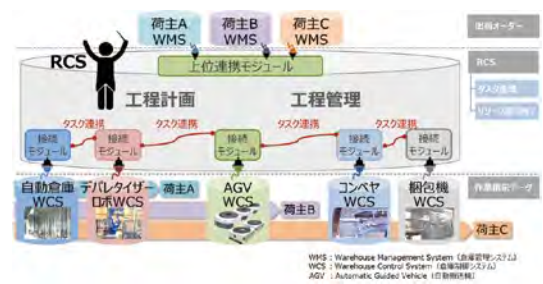 荷主A
WMS
荷主B
WMS
荷主C
WMS
出荷オーダー
RCS
上位連携モジュール
RCS
タスク管理
工程計画
工程管理
タスク連携
タスク連携
タスク連携
タスク連携
接続
モジュール
接続
モジュール
接続
モジュール
接続
モジュール
接続
モジュール
自動倉庫
WCS
デパレタイザー
ロボWCS
荷主A
AGV
WCS
荷主B
コンベヤ
WCS
梱包機
WCS
作業指示データ
荷主C
WMS : Warehouse Management System (倉庫管理システム)
WCS : Warehouse Control System (倉庫制御システム)
AGV : Automatic Guided Vehicle (自動搬送機)